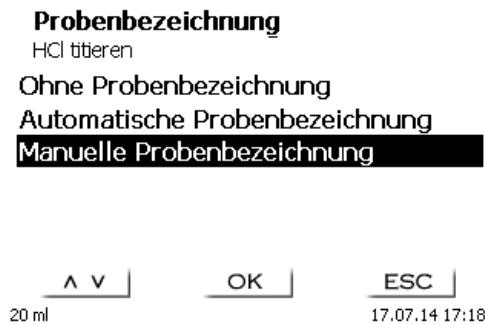 Probenbezeichnung
HCl titieren
Ohne Probenbezeichnung
Automatische Probenbezeichnung
Manuelle Probenbezeichnung
∧ ∨ OK ESC
20 ml 17.07.14 17:18